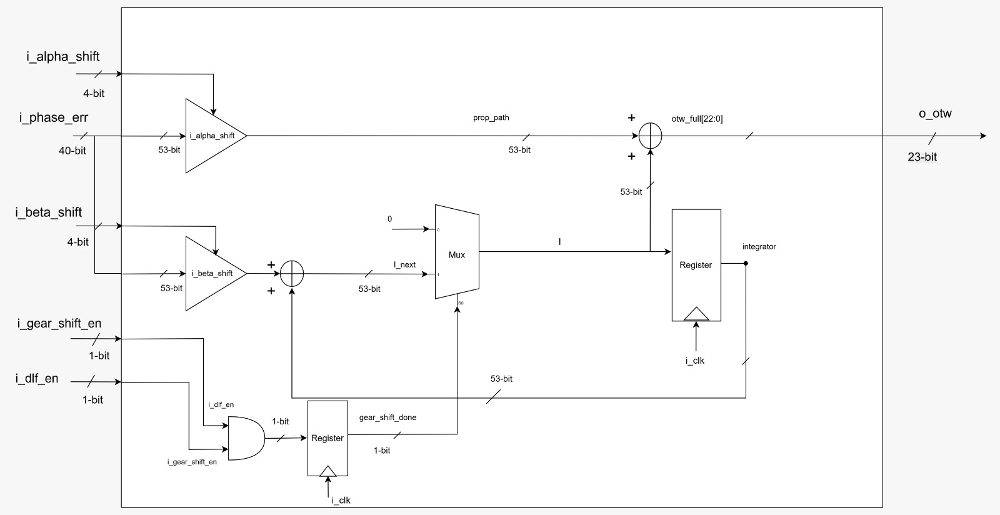 i_alpha_shift
4-bit
i_phase_err
40-bit
53-bit
i_alpha_shift
prop_path
53-bit
+
+
otw_full[22:0]
o_otw
23-bit
53-bit
i_beta_shift
4-bit
53-bit
i_beta_shift
+
+
I_next
53-bit
0
0
Mux
1
S0
I
Register
i_clk
integrator
53-bit
i_gear_shift_en
1-bit
i_dlf_en
1-bit
i_dlf_en
i_gear_shift_en
1-bit
Register
i_clk
gear_shift_done
1-bit